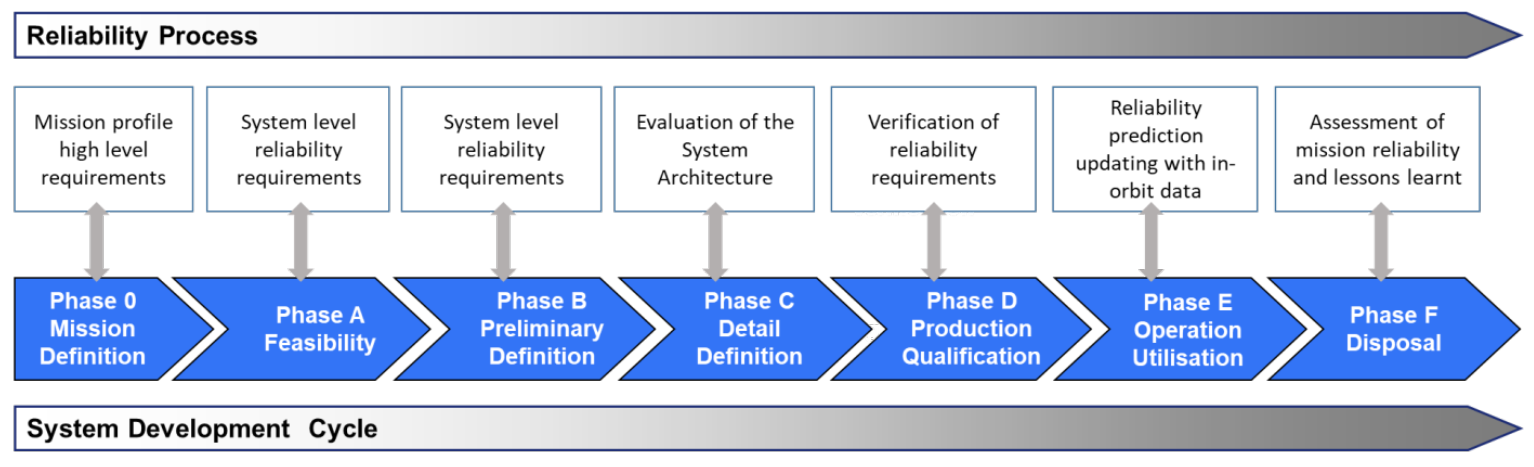 Reliability Process
Mission profile
high level
requirements
System level
reliability
requirements
System level
reliability
requirements
Evaluation of the
System
Architecture
Verification of
reliability
requirements
Reliability
prediction
updating with in-
orbit data
Assessment of
mission reliability
and lessons learnt
Phase 0
Mission
Definition
Phase A
Feasibility
Phase B
Preliminary
Definition
Phase C
Detail
Definition
Phase D
Production
Qualification
Phase E
Operation
Utilisation
Phase F
Disposal
System Development Cycle